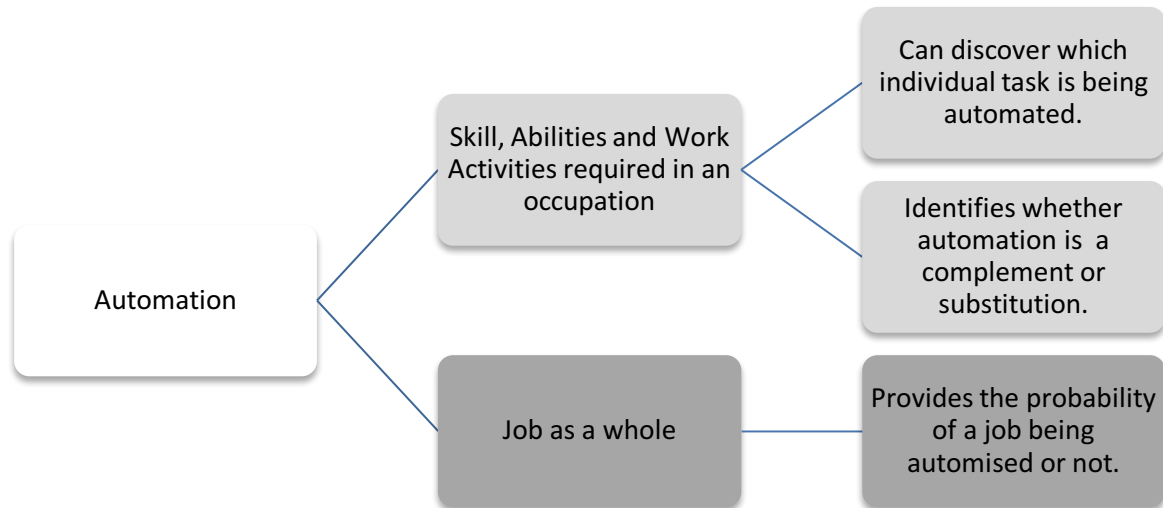 Automation
Skill, Abilities and Work
Activities required in an
occupation
Can discover which
individual task is being
automated.
Identifies whether
automation is  a
complement or
substitution.
Job as a whole
Provides the probability
of a job being
automised or not.